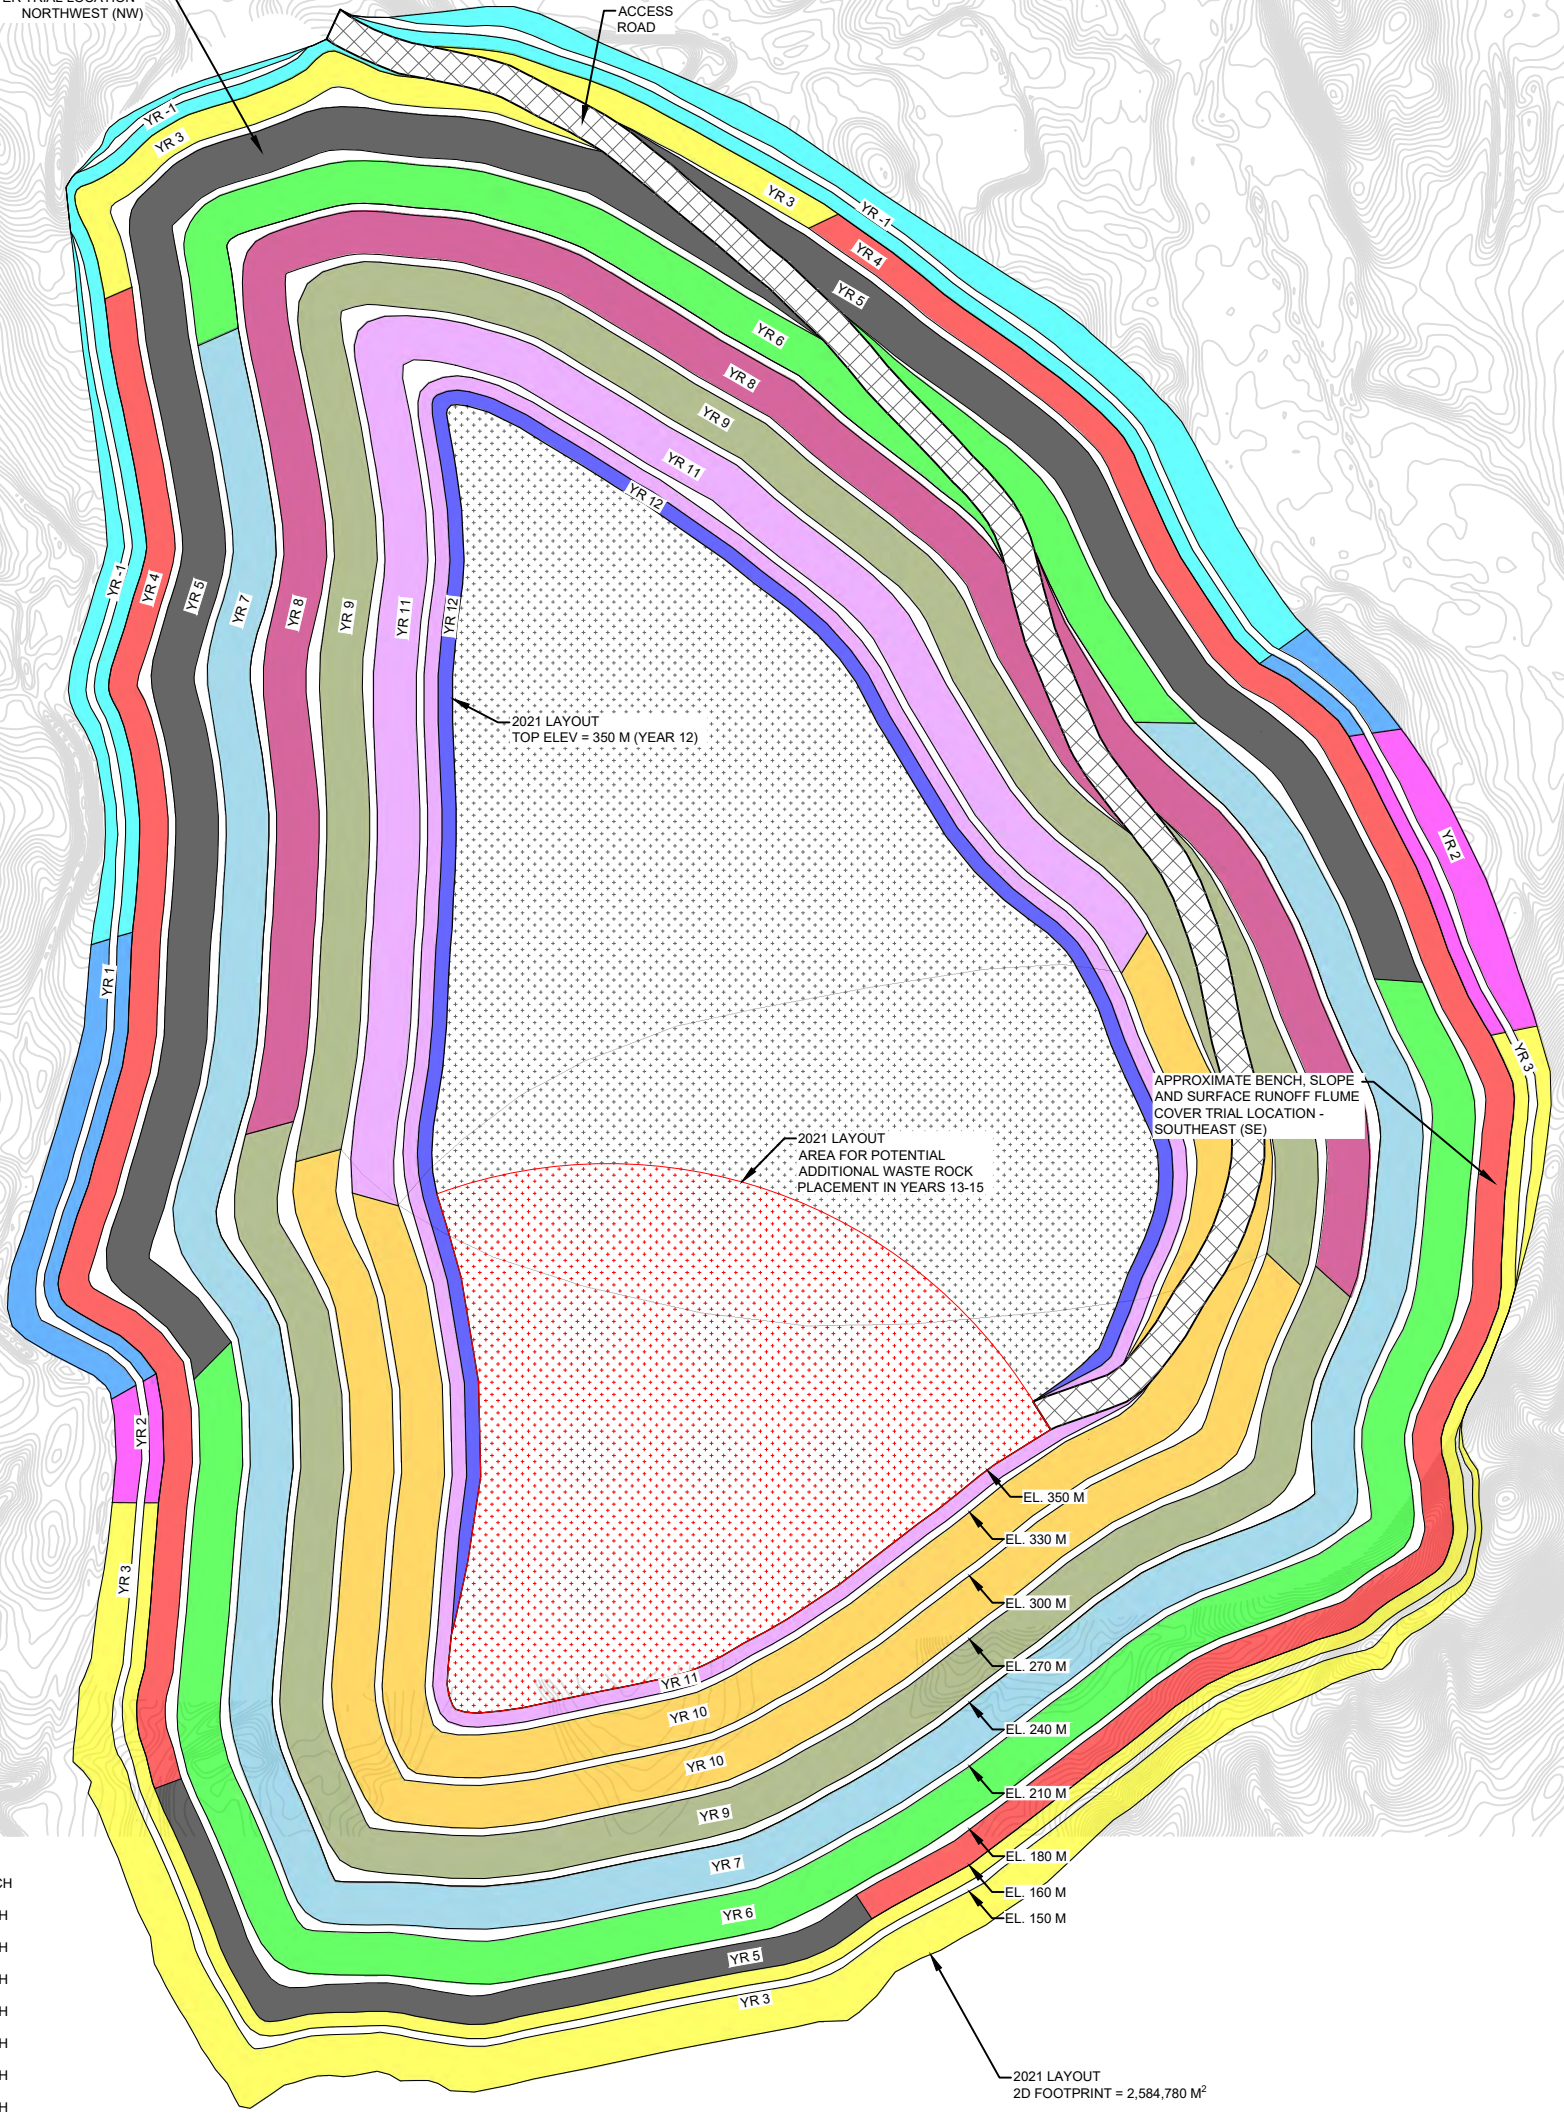 NORTHWEST (NW)
ACCESS
ROAD
YR -1
YR 3
YR 3
YR -1
YR 4
YR 5
YR 6
YR 8
YR 9
YR 11
YR 12
YR -1
YR 4
YR 5
YR 7
YR 8
YR 9
YR 11
YR 12
2021 LAYOUT
TOP ELEV = 350 M (YEAR 12)
YR 2
YR 1
YR 3
APPROXIMATE BENCH, SLOPE
AND SURFACE RUNOFF FLUME
COVER TRIAL LOCATION -
SOUTHEAST (SE)
2021 LAYOUT
AREA FOR POTENTIAL
ADDITIONAL WASTE ROCK
PLACEMENT IN YEARS 13-15
YR 2
YR 3
EL. 350 M
EL. 330 M
EL. 300 M
EL. 270 M
EL. 240 M
EL. 210 M
EL. 180 M
EL. 160 M
EL. 150 M
YR 11
YR 10
YR 10
YR 9
YR 7
YR 6
YR 5
YR 3
2021 LAYOUT
2D FOOTPRINT = 2,584,780 M²